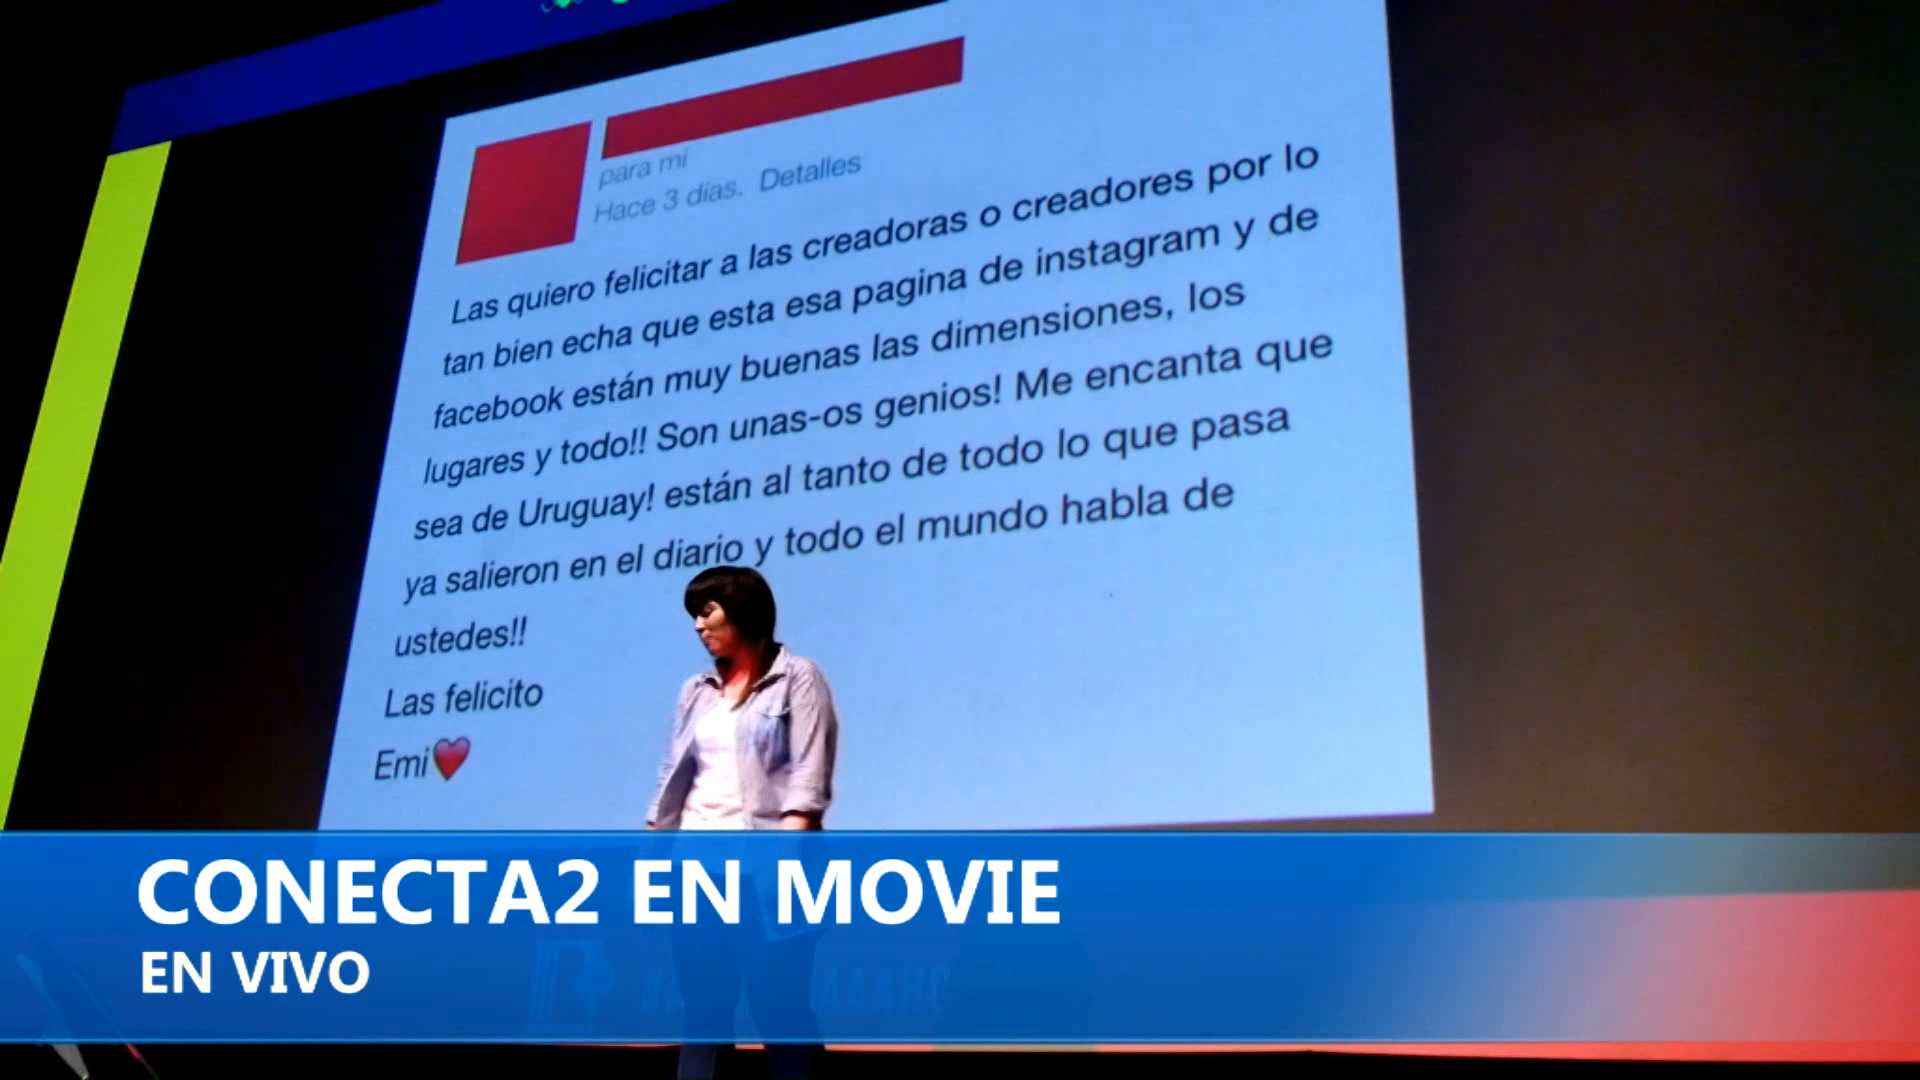 para mí
Hace 3 días. Detalles
Las quiero felicitar a las creadoras o creadores por lo
tan bien echa que esta esa pagina de instagram y de
facebook están muy buenas las dimensiones, los
lugares y todo!! Son unas-os genios! Me encanta que
sea de Uruguay! están al tanto de todo lo que pasa
ya salieron en el diario y todo el mundo habla de
ustedes!!
Las felicito
Emi❤
CONECTA2 EN MOVIE
EN VIVO